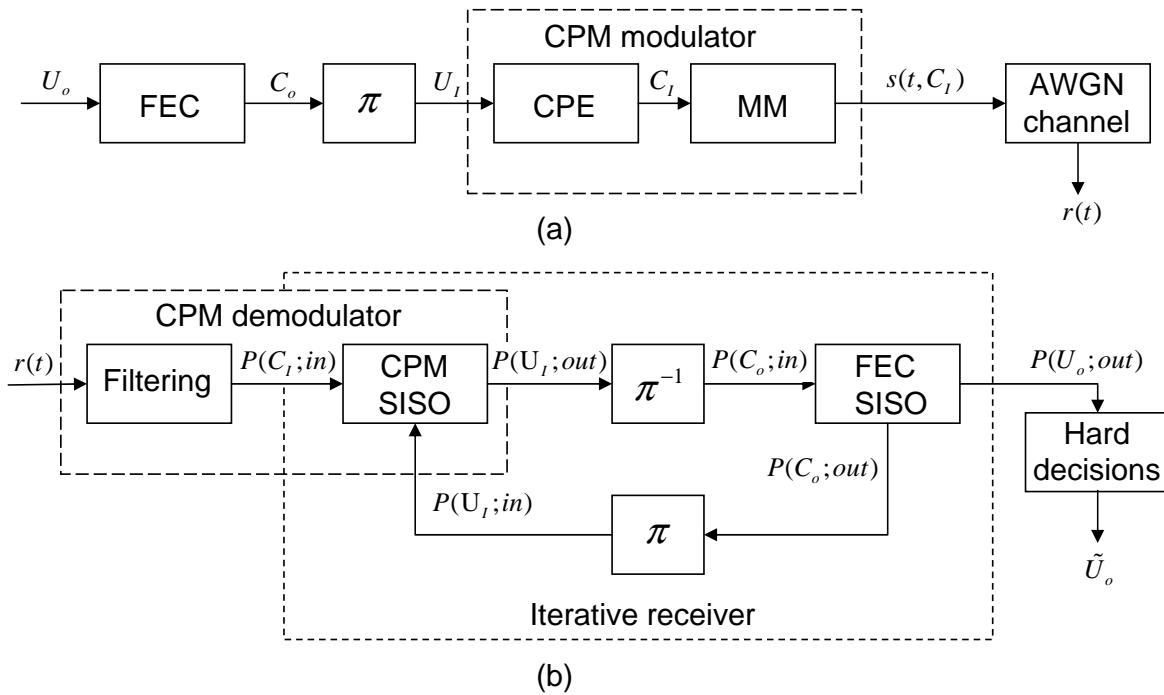 CPM modulator
U_o
FEC
C_o
π
U_I
CPE
C_I
MM
s(t,C_I)
AWGN
channel
r(t)
(a)
CPM demodulator
r(t)
Filtering
P(C_I;in)
CPM
SISO
P(U_I;out)
π^{-1}
P(C_o;in)
FEC
SISO
P(U_o;out)
Hard
decisions
P(C_o;out)
P(U_I;in)
π
Ũ_o
Iterative receiver
(b)